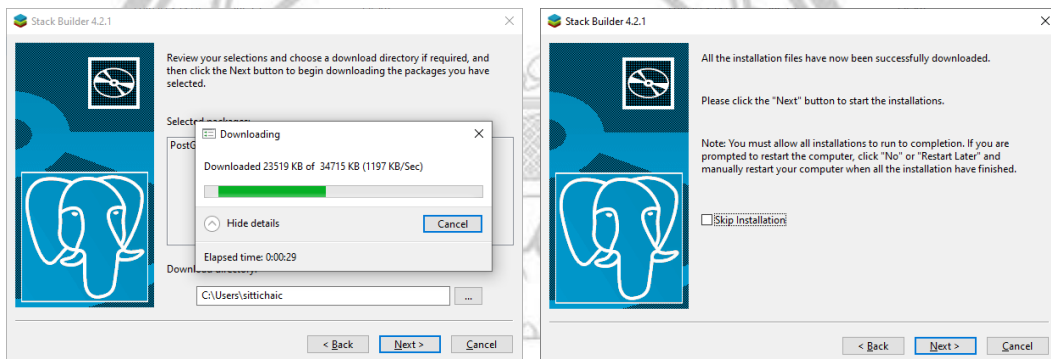 Stack Builder 4.2.1
Review your selections and choose a download directory if required, and
then click the Next button to begin downloading the packages you have
selected.
Selected packages:
PostG
Downloading
Downloaded 23519 KB of 34715 KB (1197 KB/Sec)
Hide details
Cancel
Elapsed time: 0:00:29
Download directory:
C:\Users\sittichaic
...
< Back
Next >
Cancel
Stack Builder 4.2.1
All the installation files have now been successfully downloaded.
Please click the "Next" button to start the installations.
Note: You must allow all installations to run to completion. If you are
prompted to restart the computer, click "No" or "Restart Later" and
manually restart your computer when all the installation have finished.
Skip Installation
< Back
Next >
Cancel